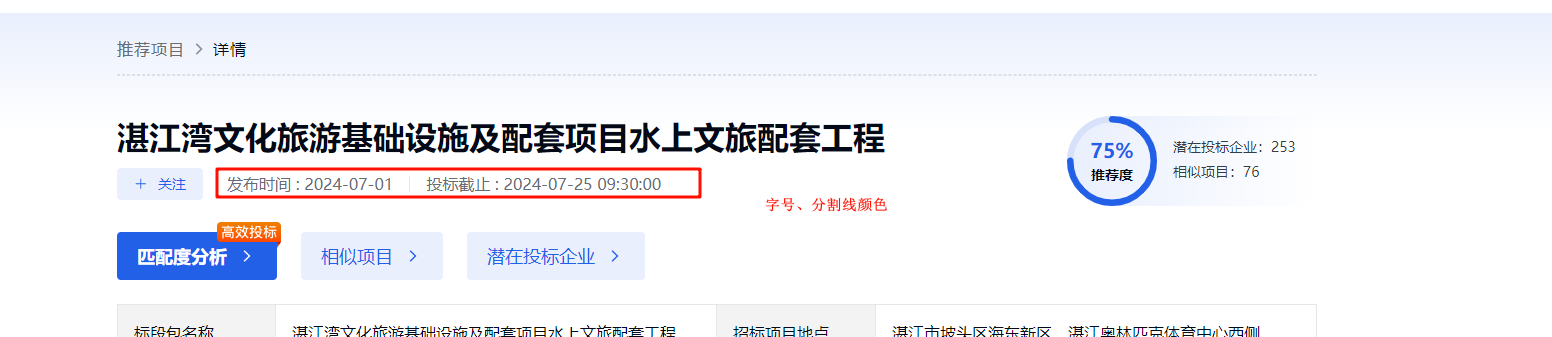 推荐项目 > 详情
湛江湾文化旅游基础设施及配套项目水上文旅配套工程
75%
推荐度
潜在投标企业：253
相似项目：76
+ 关注
发布时间 : 2024-07-01 | 投标截止 : 2024-07-25 09:30:00
字号、分割线颜色
高效投标
匹配度分析 >
相似项目 >
潜在投标企业 >
标段包名称 湛江湾文化旅游基础设施及配套项目水上文旅配套工程 招标项目地点 湛江市坡头区海东新区、湛江奥林匹克体育中心西侧